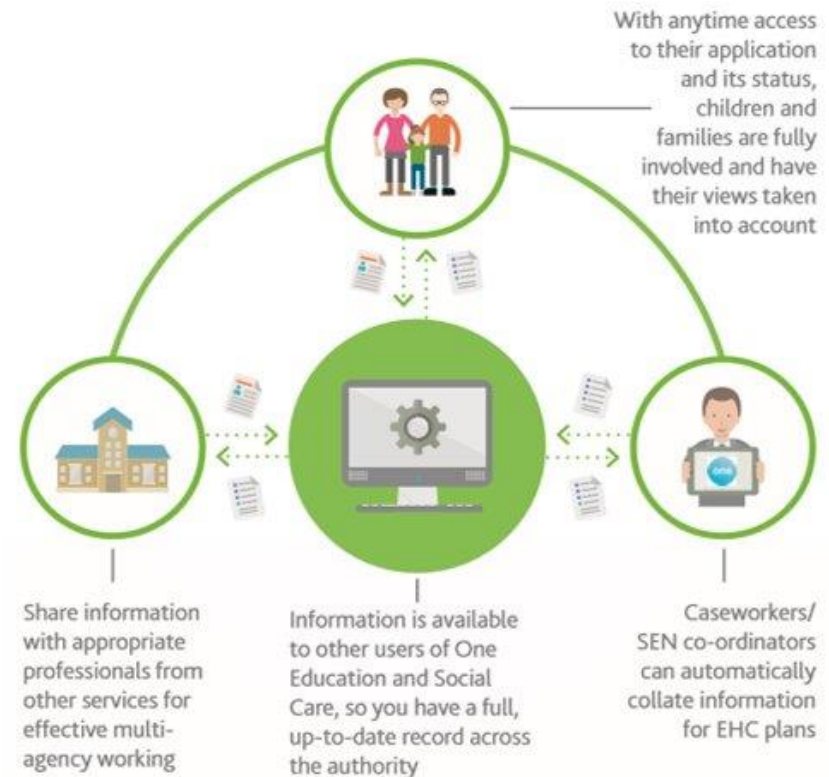 With anytime access
to their application
and its status,
children and
families are fully
involved and have
their views taken
into account
one
Share information
with appropriate
professionals from
other services for
effective multi-
agency working
Information is available
to other users of One
Education and Social
Care, so you have a full,
up-to-date record across
the authority
Caseworkers/
SEN co-ordinators
can automatically
collate information
for EHC plans